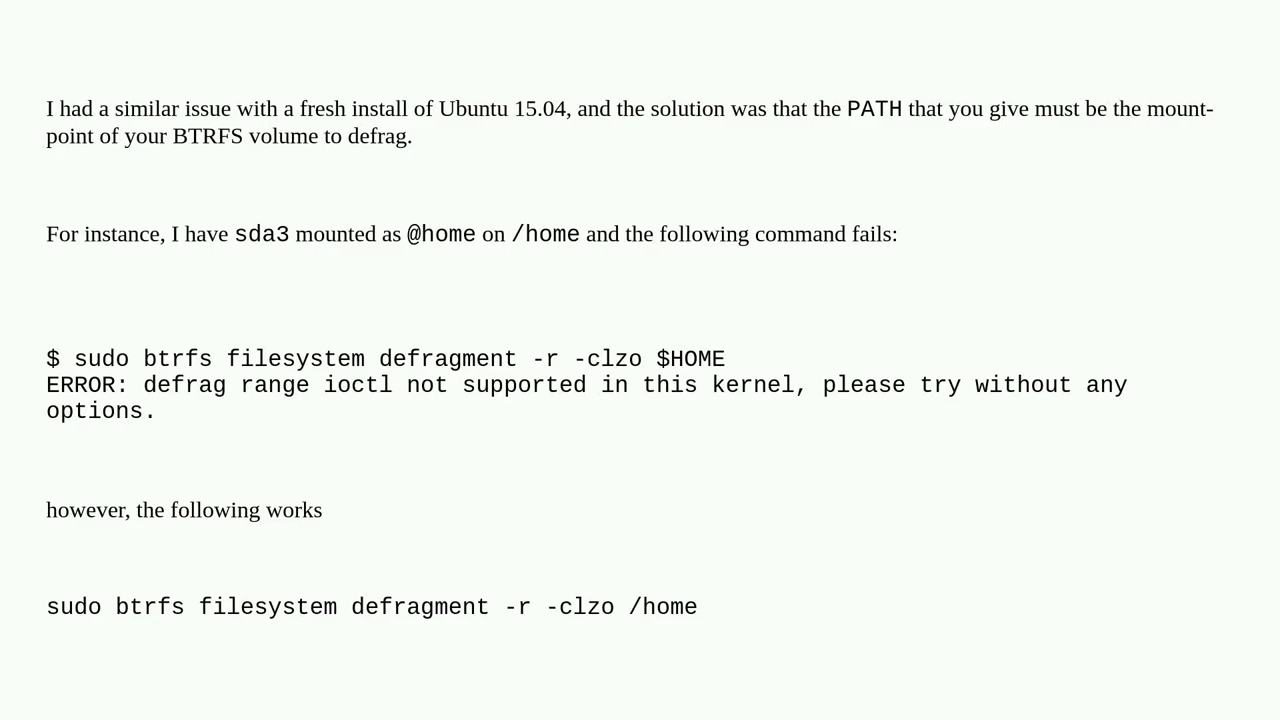 I had a similar issue with a fresh install of Ubuntu 15.04, and the solution was that the PATH that you give must be the mount-
point of your BTRFS volume to defrag.
For instance, I have sda3 mounted as @home on /home and the following command fails:
$ sudo btrfs filesystem defragment -r -clzo $HOME
ERROR: defrag range ioctl not supported in this kernel, please try without any
options.
however, the following works
sudo btrfs filesystem defragment -r -clzo /home